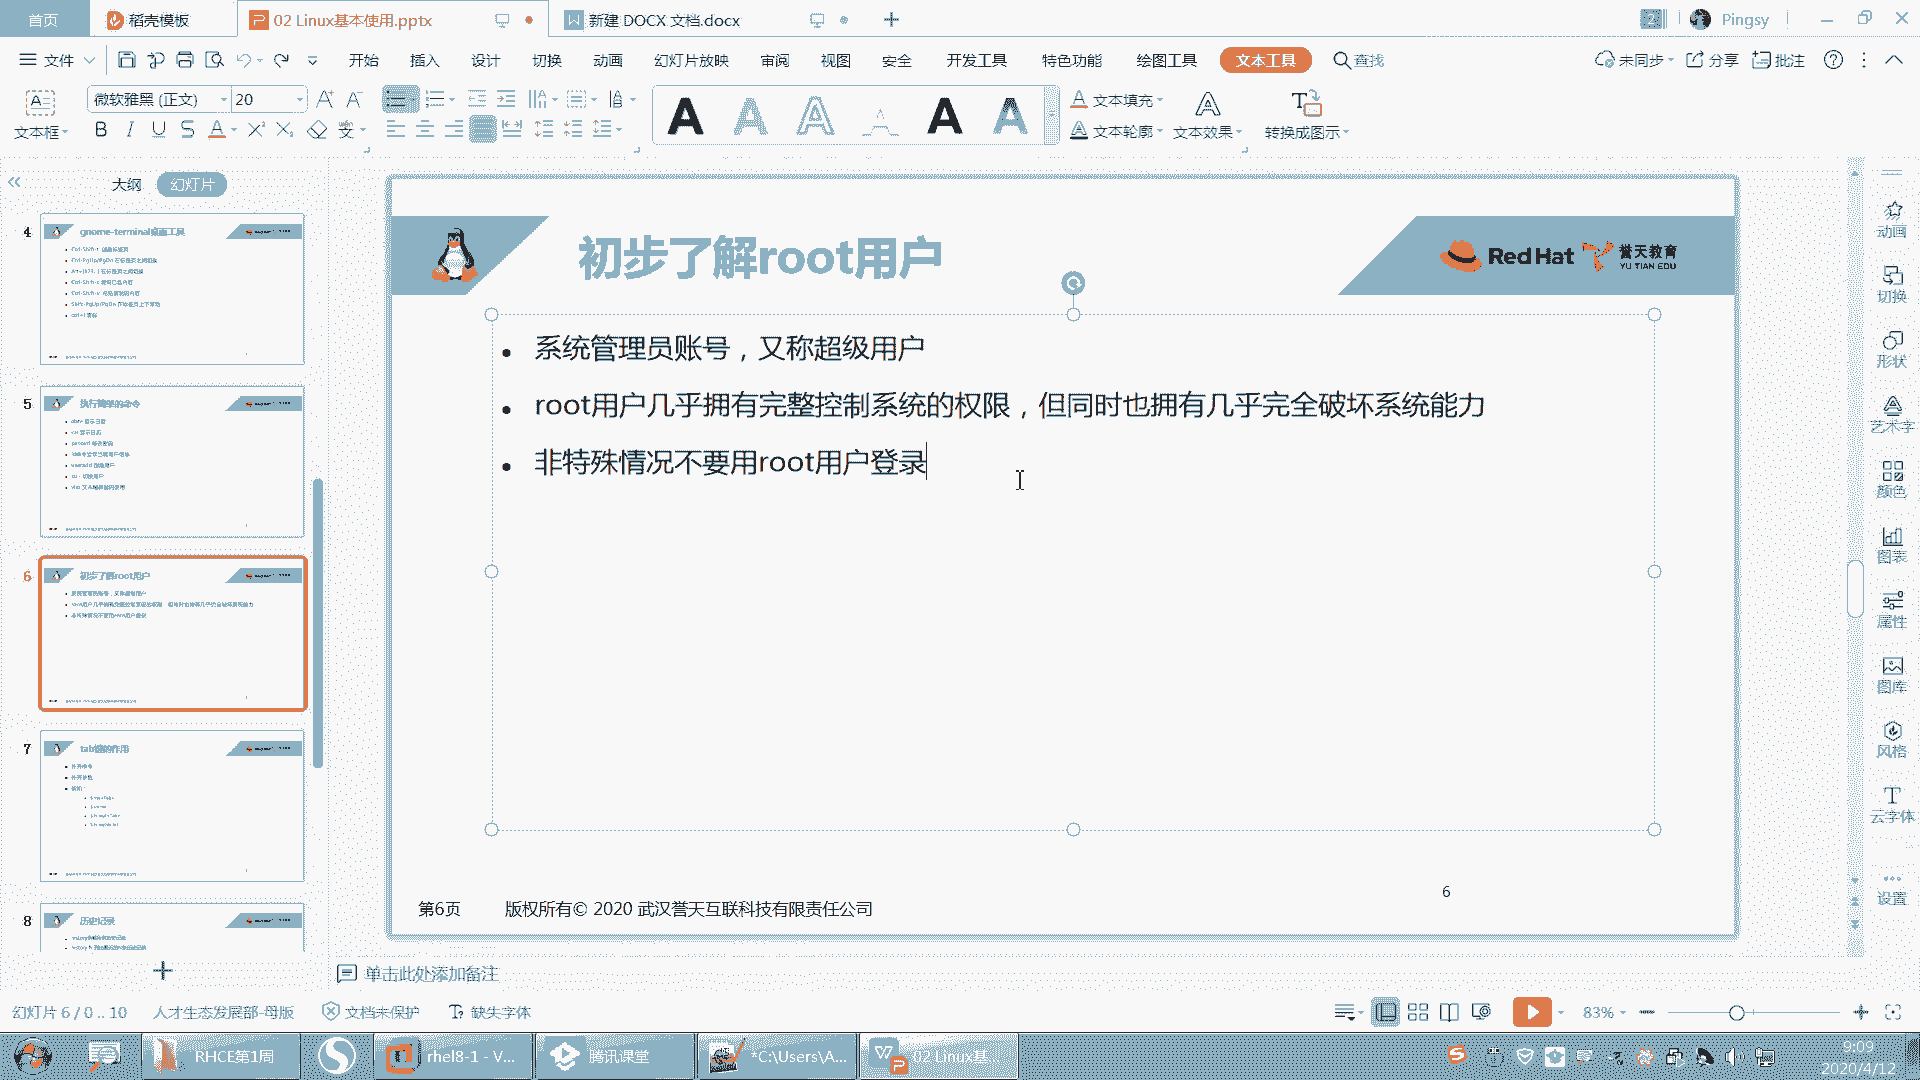 首页
稻壳模板
02 Linux基本使用.pptx
新建 DOCX 文档.docx
Pingsy
文件
开始
插入
设计
切换
动画
幻灯片放映
审阅
视图
安全
开发工具
特色功能
绘图工具
文本工具
查找
未同步
分享
批注
文本框
微软雅黑 (正文)
20
文本填充
文本轮廓
文本效果
转换成图示
大纲
幻灯片
4
gnome-terminal桌面工具
5
执行简单的命令
6
初步了解root用户
7
tab键的作用
8
历史记录
初步了解root用户
Red Hat
誉天教育
YU TIAN EDU
系统管理员账号，又称超级用户
root用户几乎拥有完整控制系统的权限，但同时也拥有几乎完全破坏系统能力
非特殊情况不要用root用户登录
6
第6页
版权所有© 2020 武汉誉天互联科技有限责任公司
动画
切换
形状
艺术字
颜色
图表
属性
图库
风格
云字体
设置
单击此处添加备注
幻灯片 6 / 0 .. 10
人才生态发展部-母版
文档未保护
缺失字体
83%
RHCE第1周
rhel8-1 - V...
腾讯课堂
*C:\Users\A...
02 Linux基...
9:09
2020/4/12